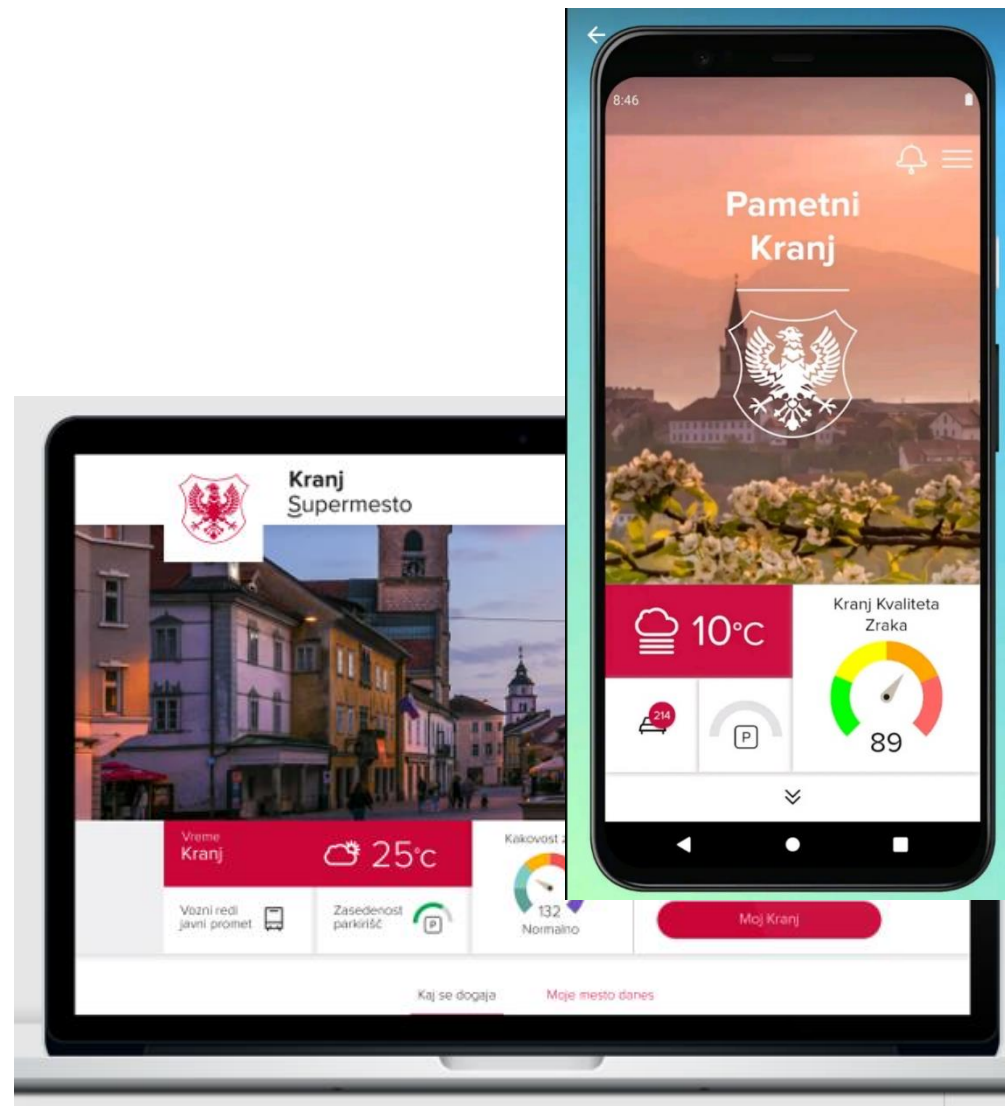 8:46
Pametni
Kranj
10°C
Kranj Kvaliteta
Zraka
214
P
89
Kranj
Supermesto
Vreme
Kranj
25°C
Kakovost
Vozni redi
javni promet
Zasedenost
parkirišč
P
132
Normalno
Moj Kranj
Kaj se dogaja
Moje mesto danes